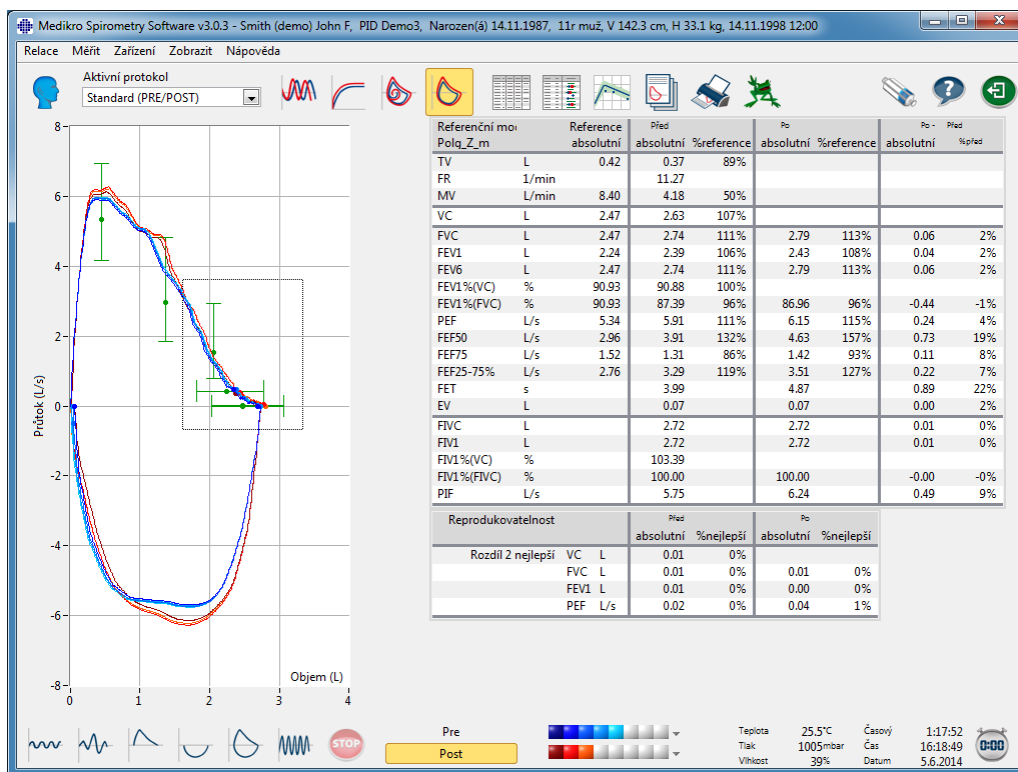 Medikro Spirometry Software v3.0.3 - Smith (demo) John F, PID Demo3, Narozen(á) 14.11.1987, 11r muž, V 142.3 cm, H 33.1 kg, 14.11.1998 12:00
Relace Měřit Zařízení Zobrazit Nápověda
Aktivní protokol
Standard (PRE/POST)
Referenční mo Reference Před Po Po - Před
Polg_Z_m absolutní absolutní %reference absolutní %reference absolutní %před
TV L 0.42 0.37 89%
FR 1/min 11.27
MV L/min 8.40 4.18 50%
VC L 2.47 2.63 107%
FVC L 2.47 2.74 111% 2.79 113% 0.06 2%
FEV1 L 2.24 2.39 106% 2.43 108% 0.04 2%
FEV6 L 2.47 2.74 111% 2.79 113% 0.06 2%
FEV1%(VC) % 90.93 90.88 100%
FEV1%(FVC) % 90.93 87.39 96% 86.96 96% -0.44 -1%
PEF L/s 5.34 5.91 111% 6.15 115% 0.24 4%
FEF50 L/s 2.96 3.91 132% 4.63 157% 0.73 19%
FEF75 L/s 1.52 1.31 86% 1.42 93% 0.11 8%
FEF25-75% L/s 2.76 3.29 119% 3.51 127% 0.22 7%
FET s 3.99 4.87 0.89 22%
EV L 0.07 0.07 0.00 2%
FIVC L 2.72 2.72 0.01 0%
FIV1 L 2.72 2.72 0.01 0%
FIV1%(VC) % 103.39
FIV1%(FIVC) % 100.00 100.00 -0.00 -0%
PIF L/s 5.75 6.24 0.49 9%
Reprodukovatelnost Před Po
absolutní %nejlepší absolutní %nejlepší
Rozdíl 2 nejlepší VC L 0.01 0%
FVC L 0.01 0% 0.01 0%
FEV1 L 0.01 0% 0.00 0%
PEF L/s 0.02 0% 0.04 1%
8
6
4
2
0
-2
-4
-6
-8
Průtok (L/s)
Objem (L)
0 1 2 3 4
STOP
Pre
Post
Teplota 25.5°C Časový 1:17:52
Tlak 1005mbar Čas 16:18:49
Vlhkost 39% Datum 5.6.2014
0:00